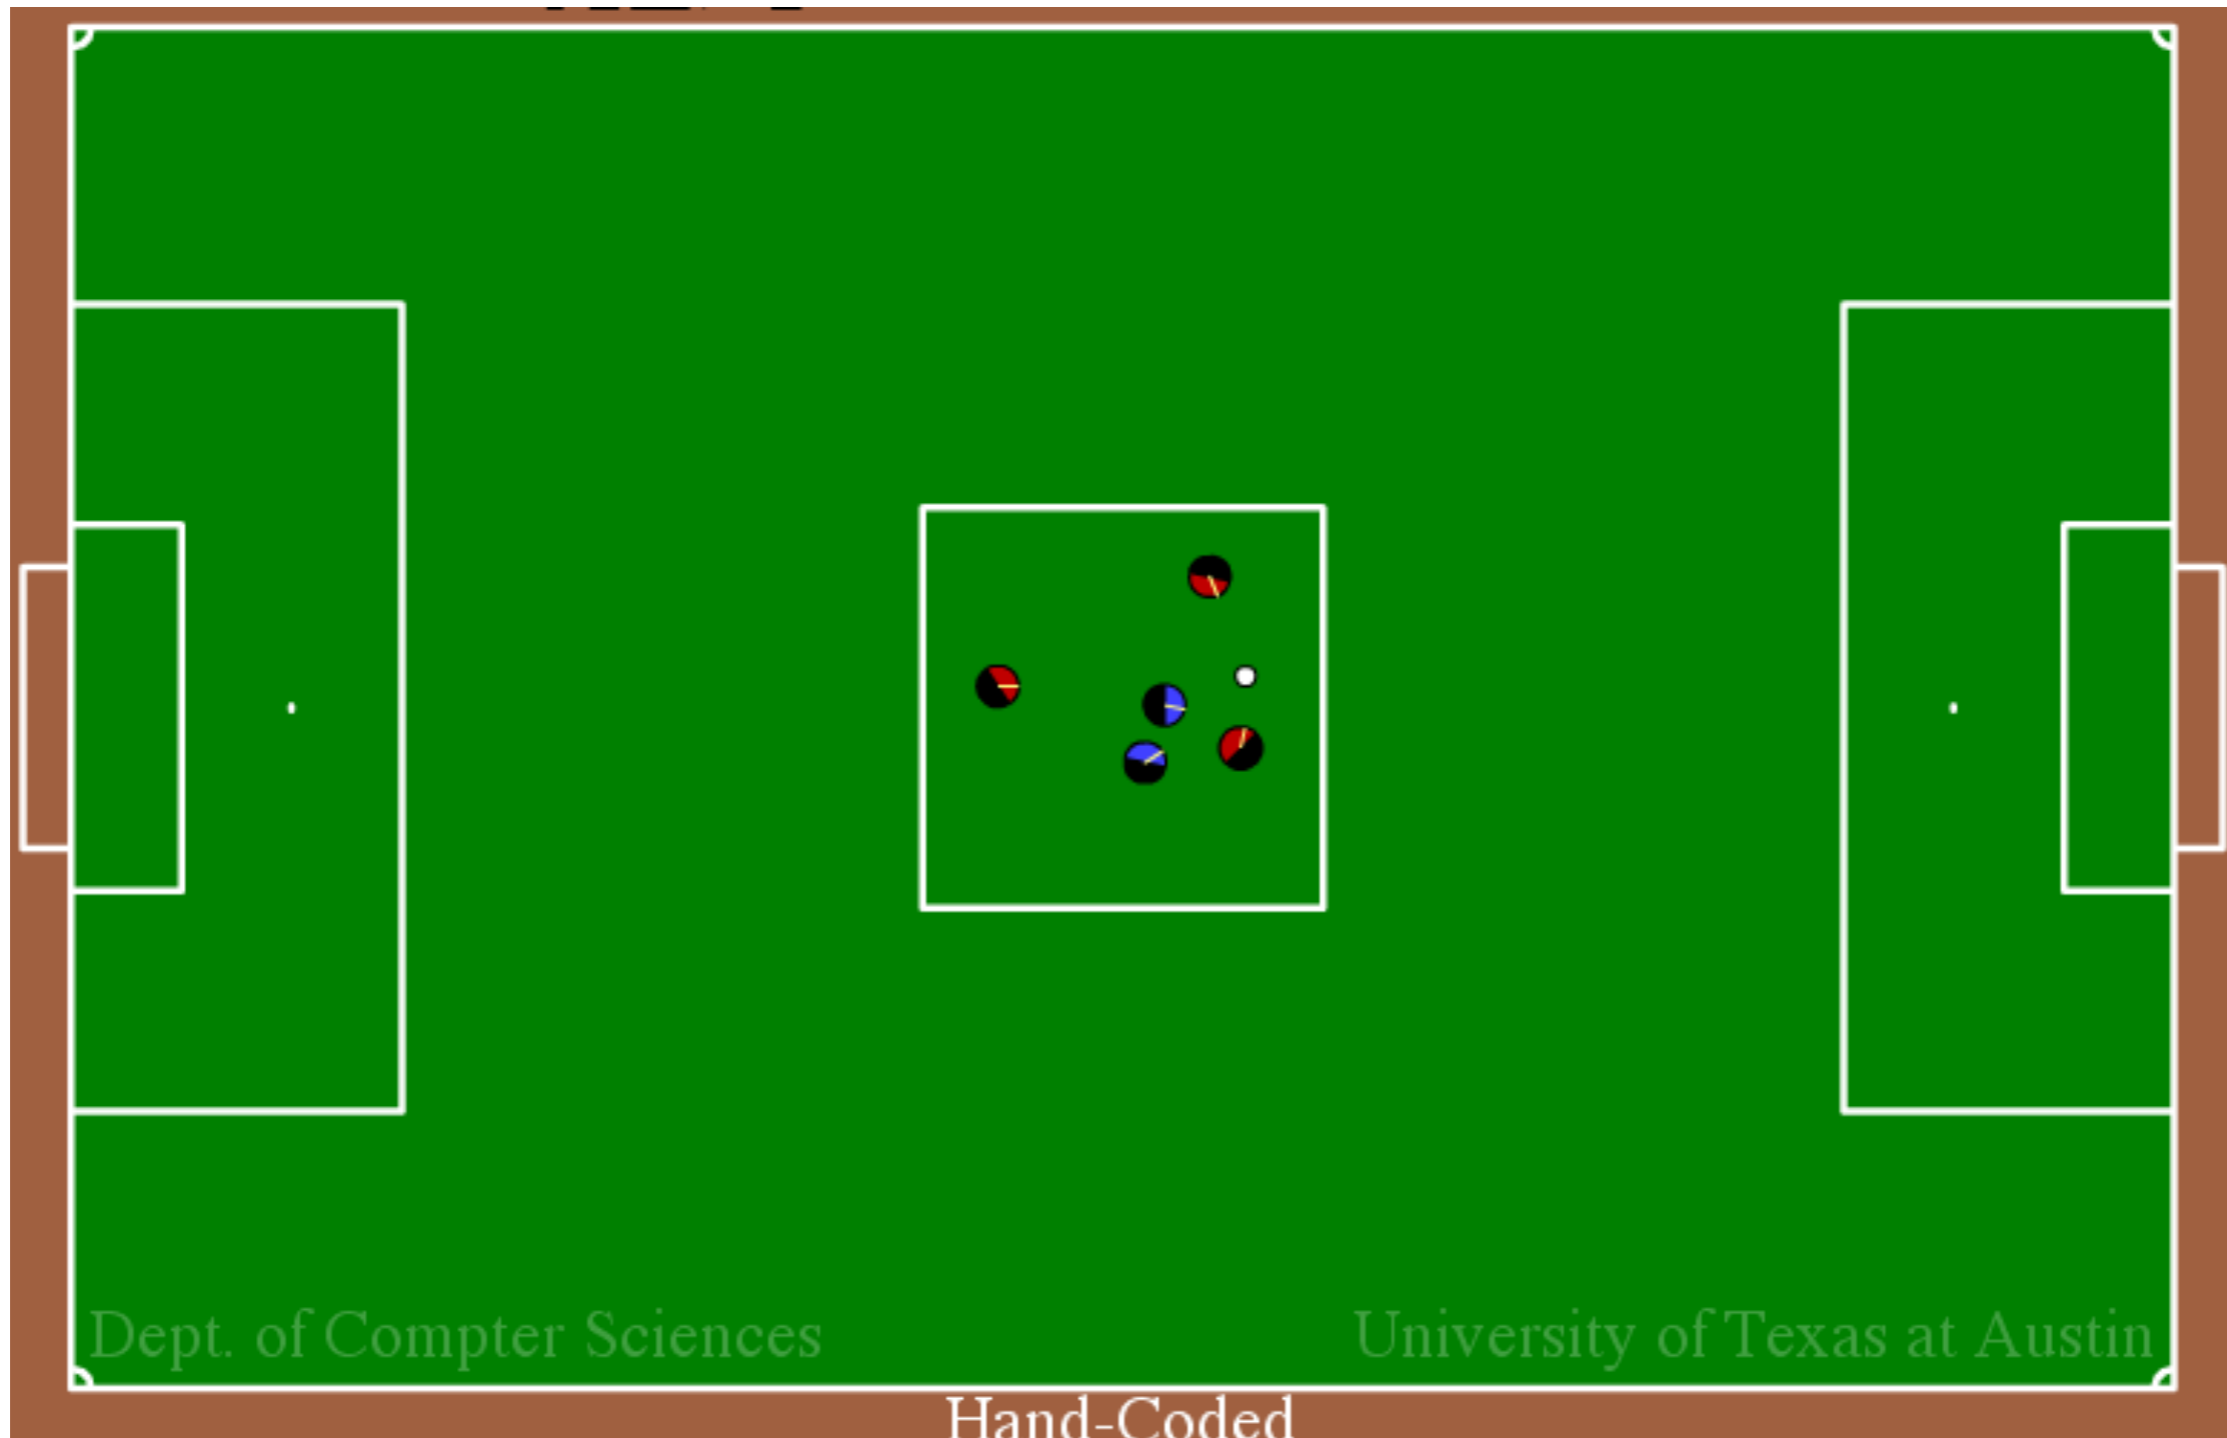 Dept. of Compter Sciences
University of Texas at Austin
Hand-Coded